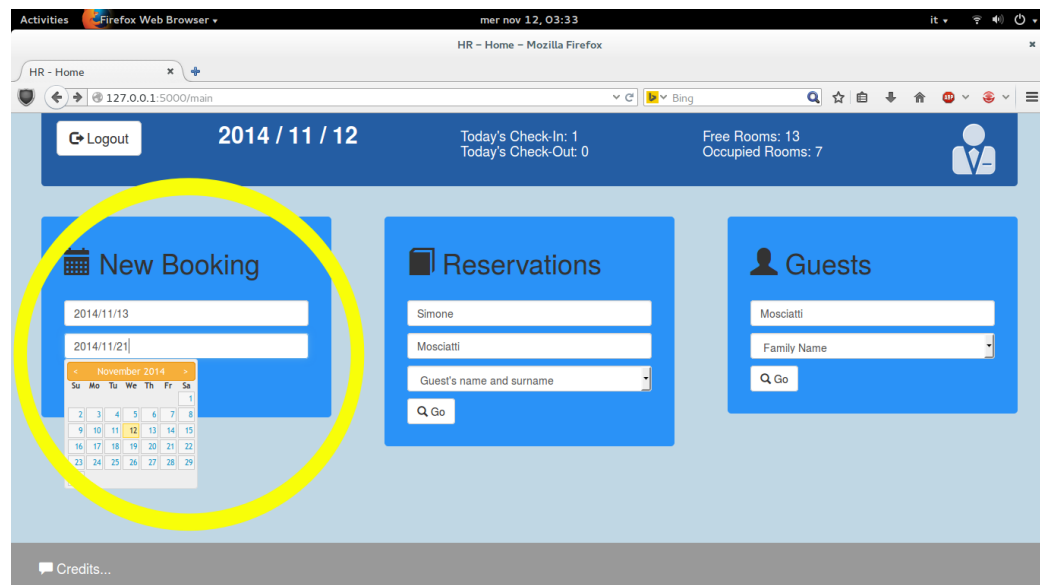 Activities Firefox Web Browser mer nov 12, 03:33 it
HR - Home - Mozilla Firefox
HR - Home
127.0.0.1:5000/main Bing ABP
Logout 2014 / 11 / 12 Today's Check-In: 1 Free Rooms: 13
Today's Check-Out: 0 Occupied Rooms: 7
New Booking
2014/11/13
2014/11/21
< November 2014 >
Su Mo Tu We Th Fr Sa
1
2 3 4 5 6 7 8
9 10 11 12 13 14 15
16 17 18 19 20 21 22
23 24 25 26 27 28 29
Reservations
Simone
Mosciatti
Guest's name and surname
Go
Guests
Mosciatti
Family Name
Go
Credits...